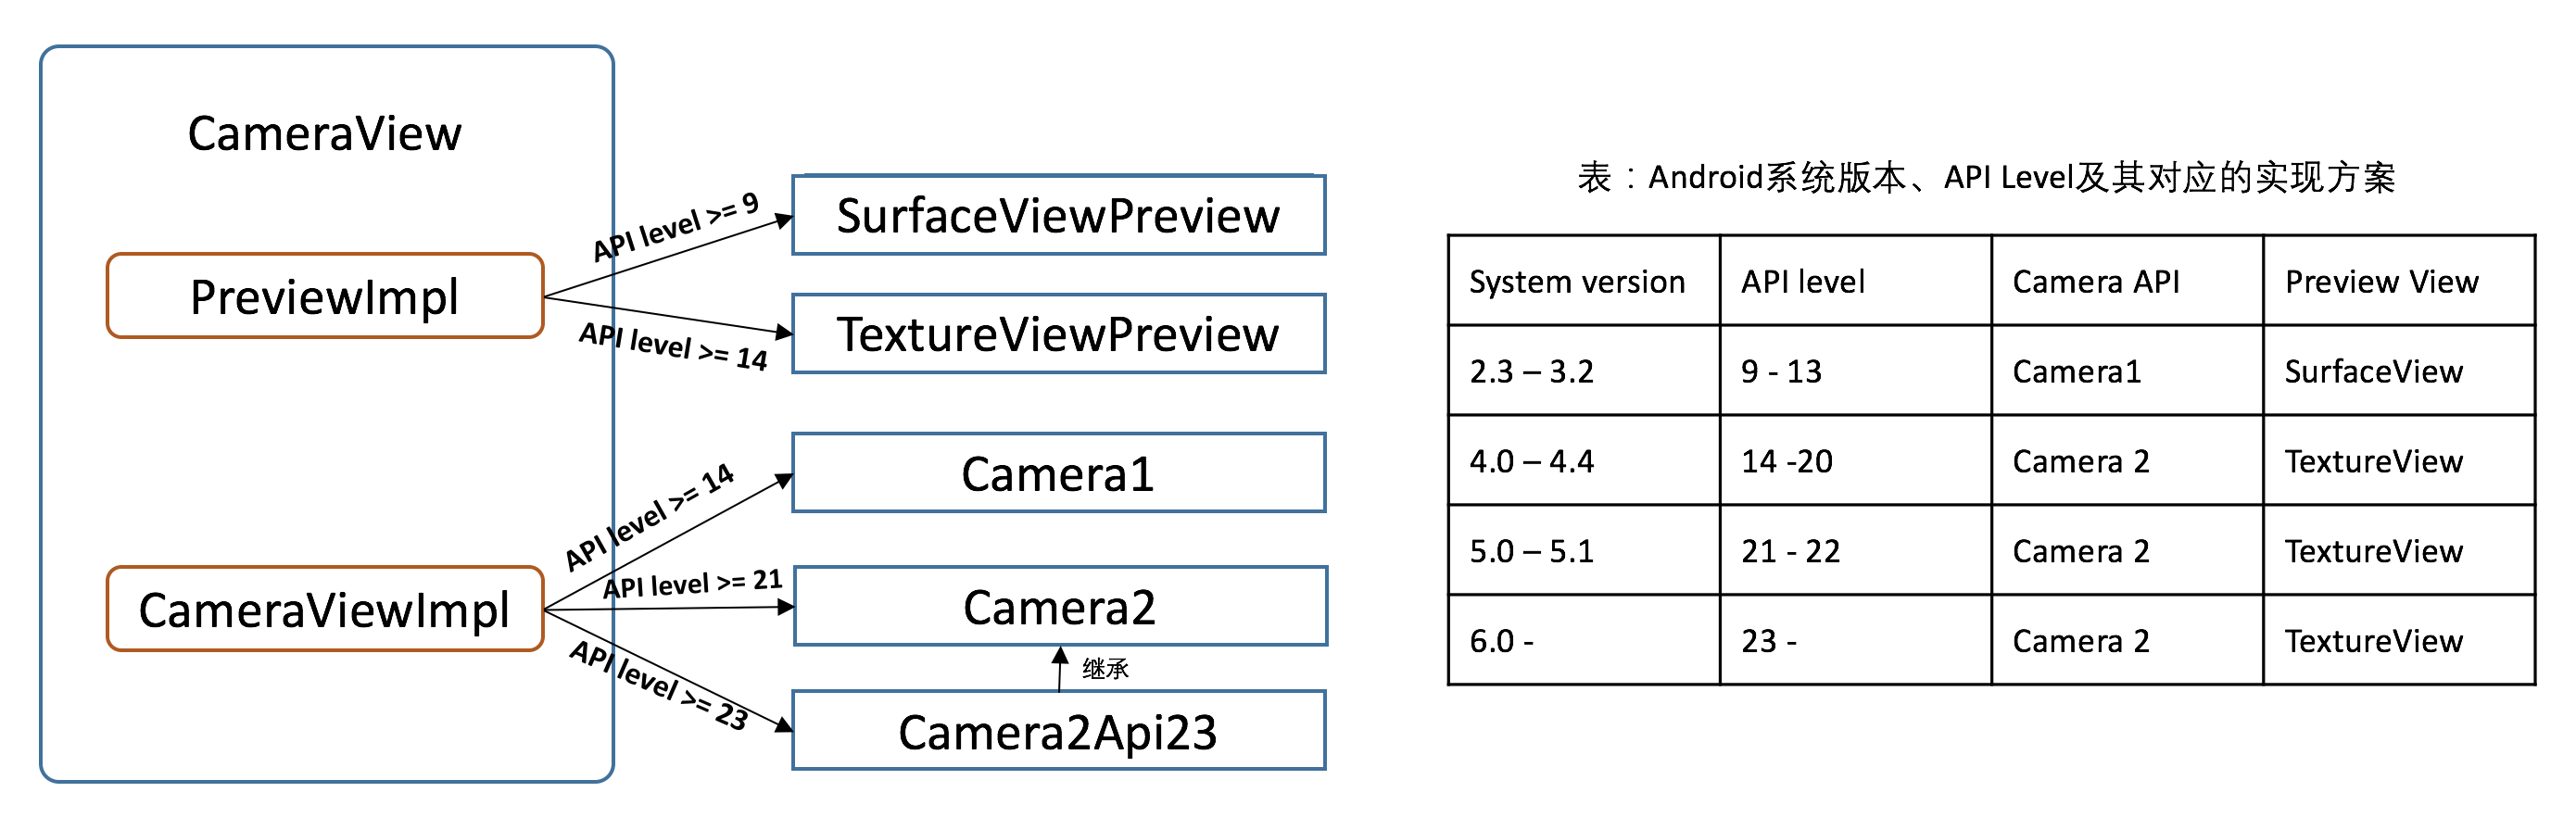 CameraView
PreviewImpl
CameraViewImpl
API level >= 9
API level >= 14
API level >= 14
API level >= 21
API level >= 23
SurfaceViewPreview
TextureViewPreview
Camera1
Camera2
继承
Camera2Api23
表：Android系统版本、API Level及其对应的实现方案
System version API level Camera API Preview View
2.3 – 3.2 9 - 13 Camera1 SurfaceView
4.0 – 4.4 14 -20 Camera 2 TextureView
5.0 – 5.1 21 - 22 Camera 2 TextureView
6.0 - 23 - Camera 2 TextureView